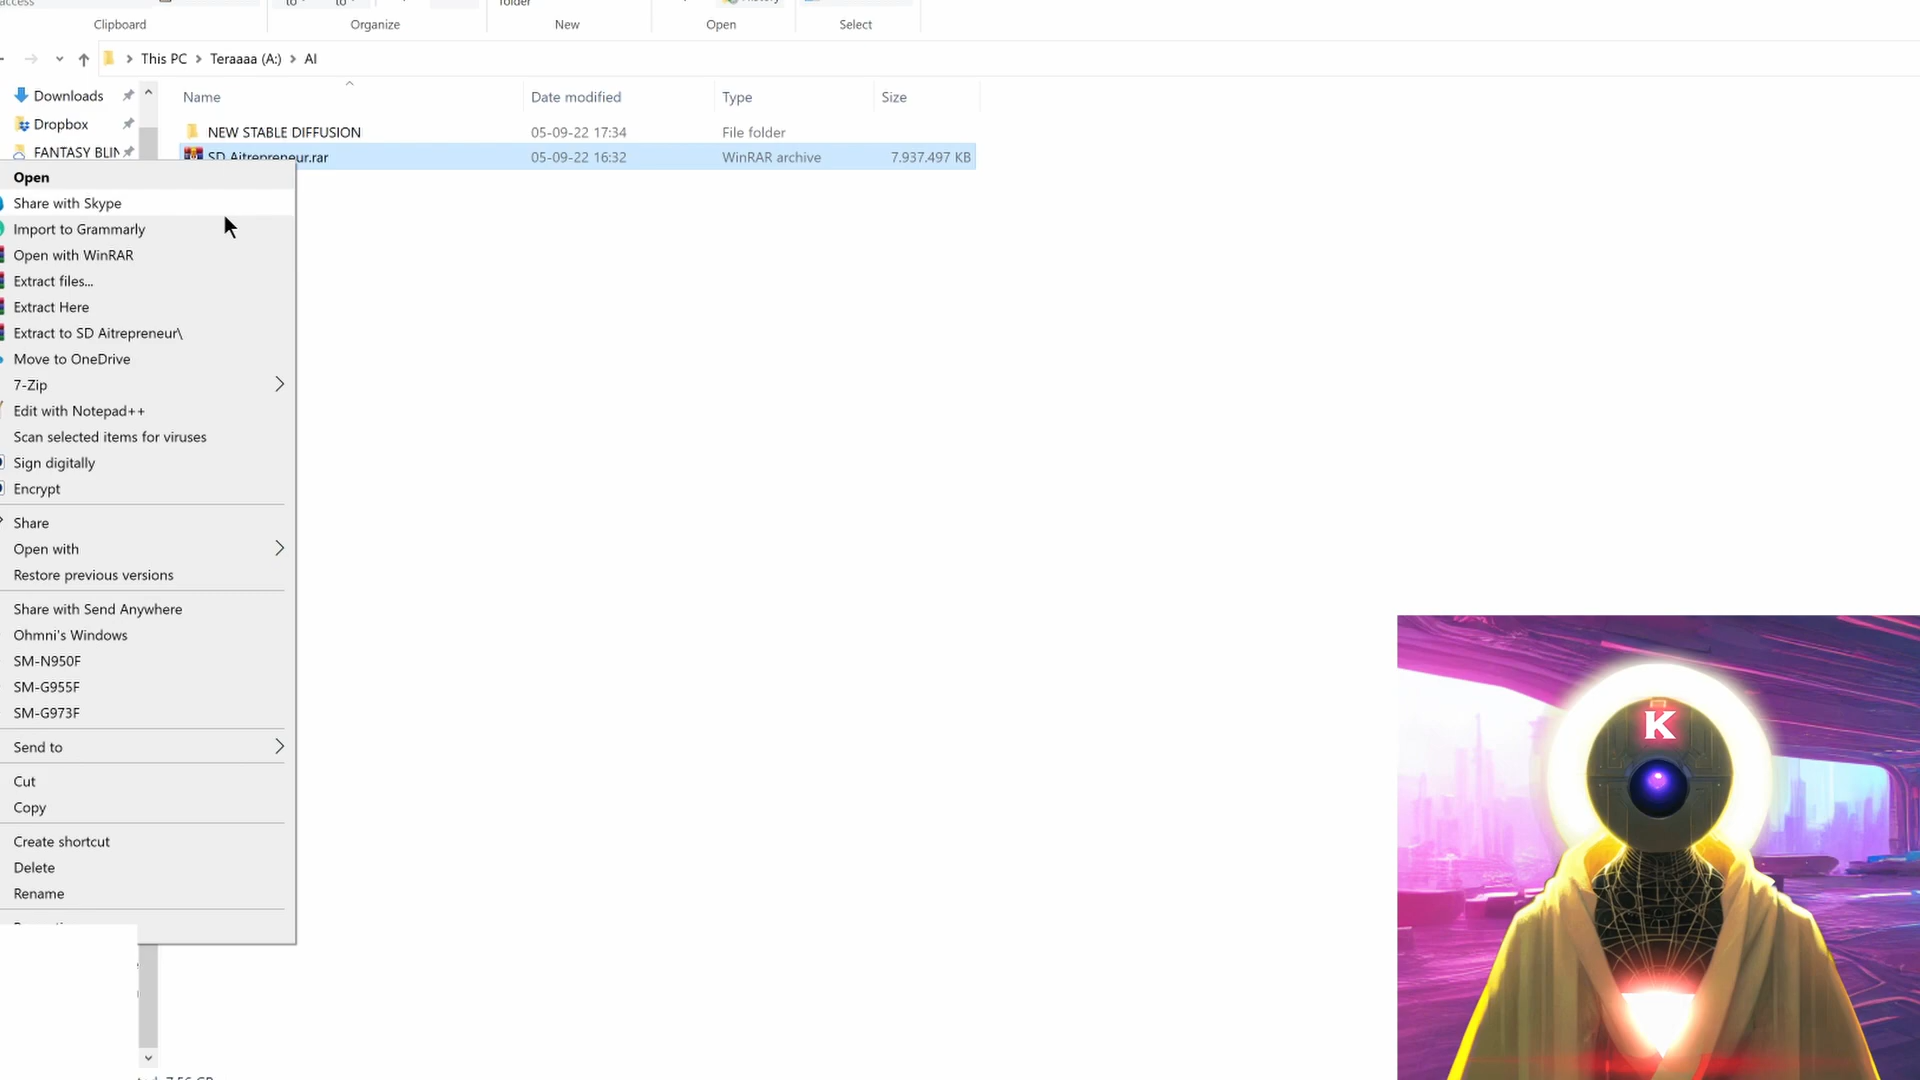 Clipboard
Organize
New
Open
Select
This PC > Teraaaa (A:) > AI
Downloads
Dropbox
Name
Date modified
Type
Size
NEW STABLE DIFFUSION
05-09-22 17:34
File folder
SD Aitrepreneur.rar
05-09-22 16:32
WinRAR archive
7.937.497 KB
FANTASY BLIN
Open
Share with Skype
Import to Grammarly
Open with WinRAR
Extract files...
Extract Here
Extract to SD Aitrepreneur\
Move to OneDrive
7-Zip
Edit with Notepad++
Scan selected items for viruses
Sign digitally
Encrypt
Share
Open with
Restore previous versions
Share with Send Anywhere
Ohmni's Windows
SM-N950F
SM-G955F
SM-G973F
Send to
Cut
Copy
Create shortcut
Delete
Rename
K